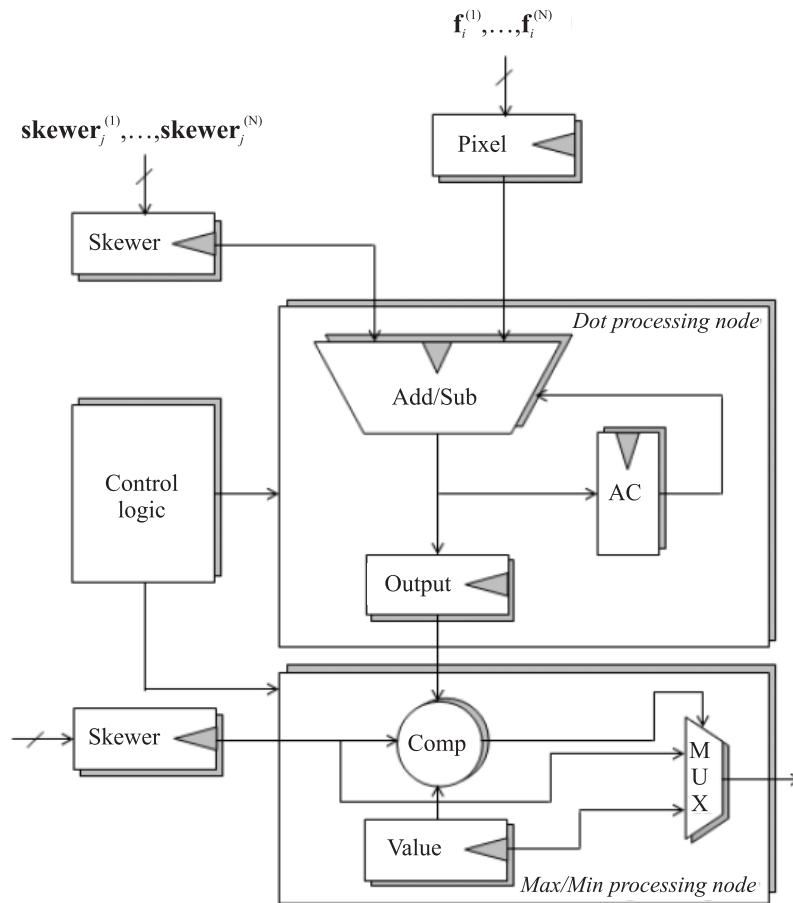 f_i^(1),…,f_i^(N)
skewer_j^(1),…,skewer_j^(N)
Pixel
Skewer
Dot processing node
Add/Sub
Control
logic
AC
Output
Skewer
Comp
M
U
X
Value
Max/Min processing node